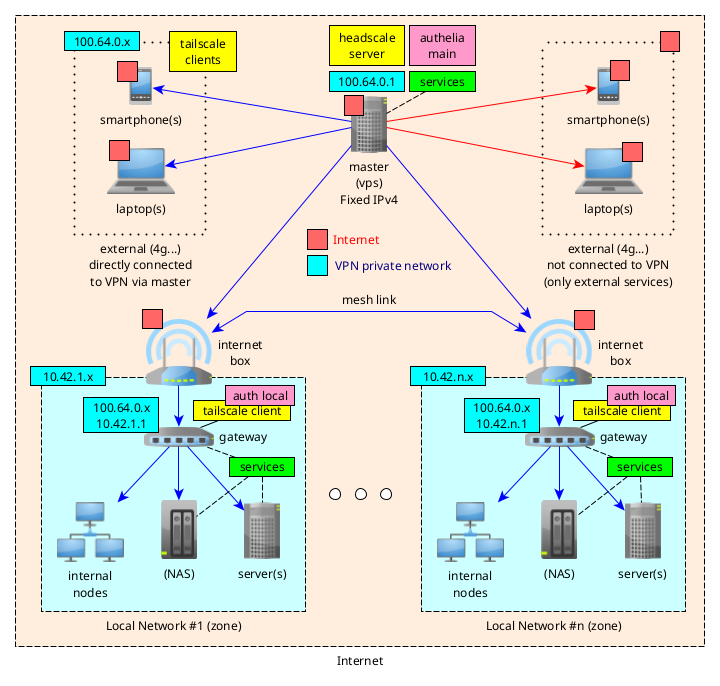 100.64.0.x
tailscale
clients
headscale
server
authelia
main
100.64.0.1
services
smartphone(s)
laptop(s)
external (4g...)
directly connected
to VPN via master
master
(vps)
Fixed IPv4
smartphone(s)
laptop(s)
external (4g...)
not connected to VPN
(only external services)
Internet
VPN private network
mesh link
internet
box
10.42.1.x
auth local
100.64.0.x
10.42.1.1
tailscale client
gateway
services
internal
nodes
(NAS)
server(s)
Local Network #1 (zone)
internet
box
10.42.n.x
auth local
100.64.0.x
10.42.n.1
tailscale client
gateway
services
internal
nodes
(NAS)
server(s)
Local Network #n (zone)
Internet